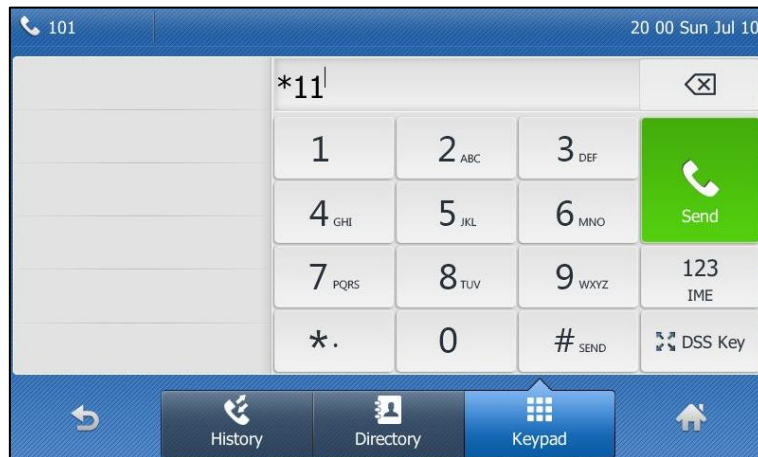 101
20 00 Sun Jul 10
*11
1
2 ABC
3 DEF
Send
4 GHI
5 JKL
6 MNO
7 PQRS
8 TUV
9 WXYZ
123
IME
*.
0
# SEND
DSS Key
History
Directory
Keypad